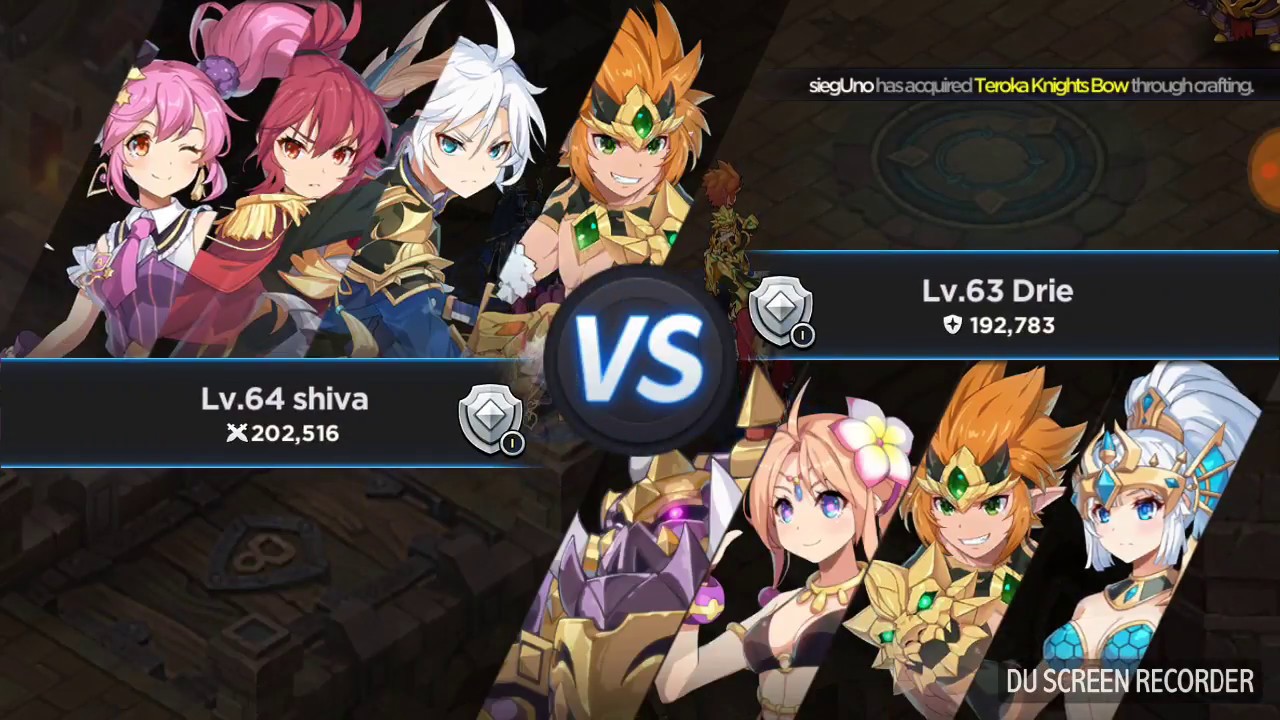 siegUno has acquired Teroka Knights Bow through crafting.
Lv.63 Drie
192,783
VS
Lv.64 shiva
202,516
I
I
DU SCREEN RECORDER